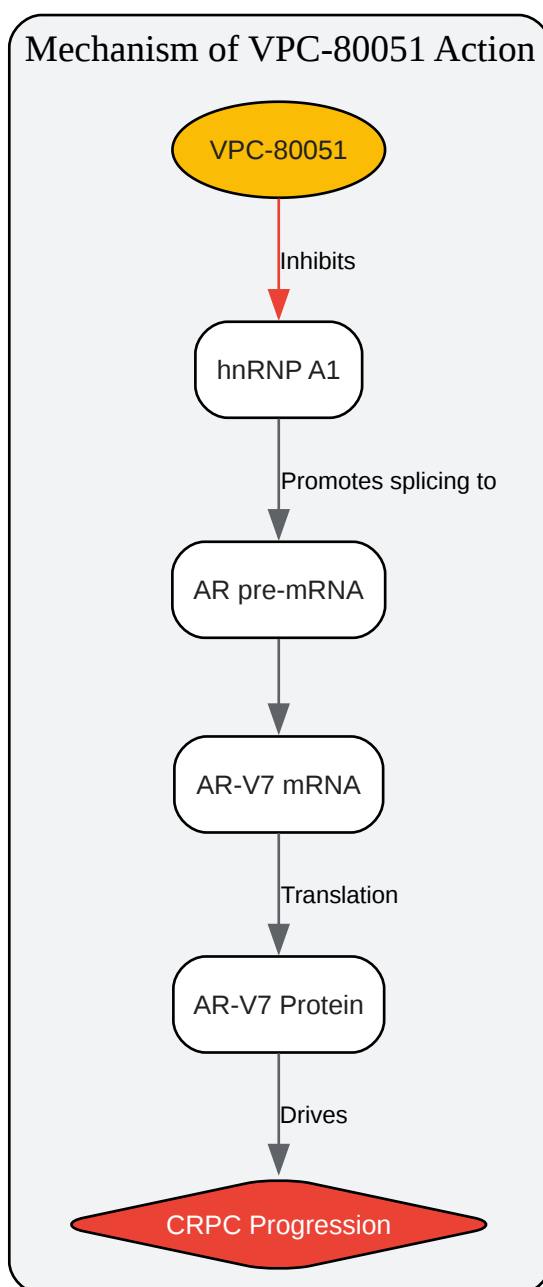 Mechanism of VPC-80051 Action
VPC-80051
Inhibits
hnRNP A1
Promotes splicing to
AR pre-mRNA
AR-V7 mRNA
Translation
AR-V7 Protein
Drives
CRPC Progression